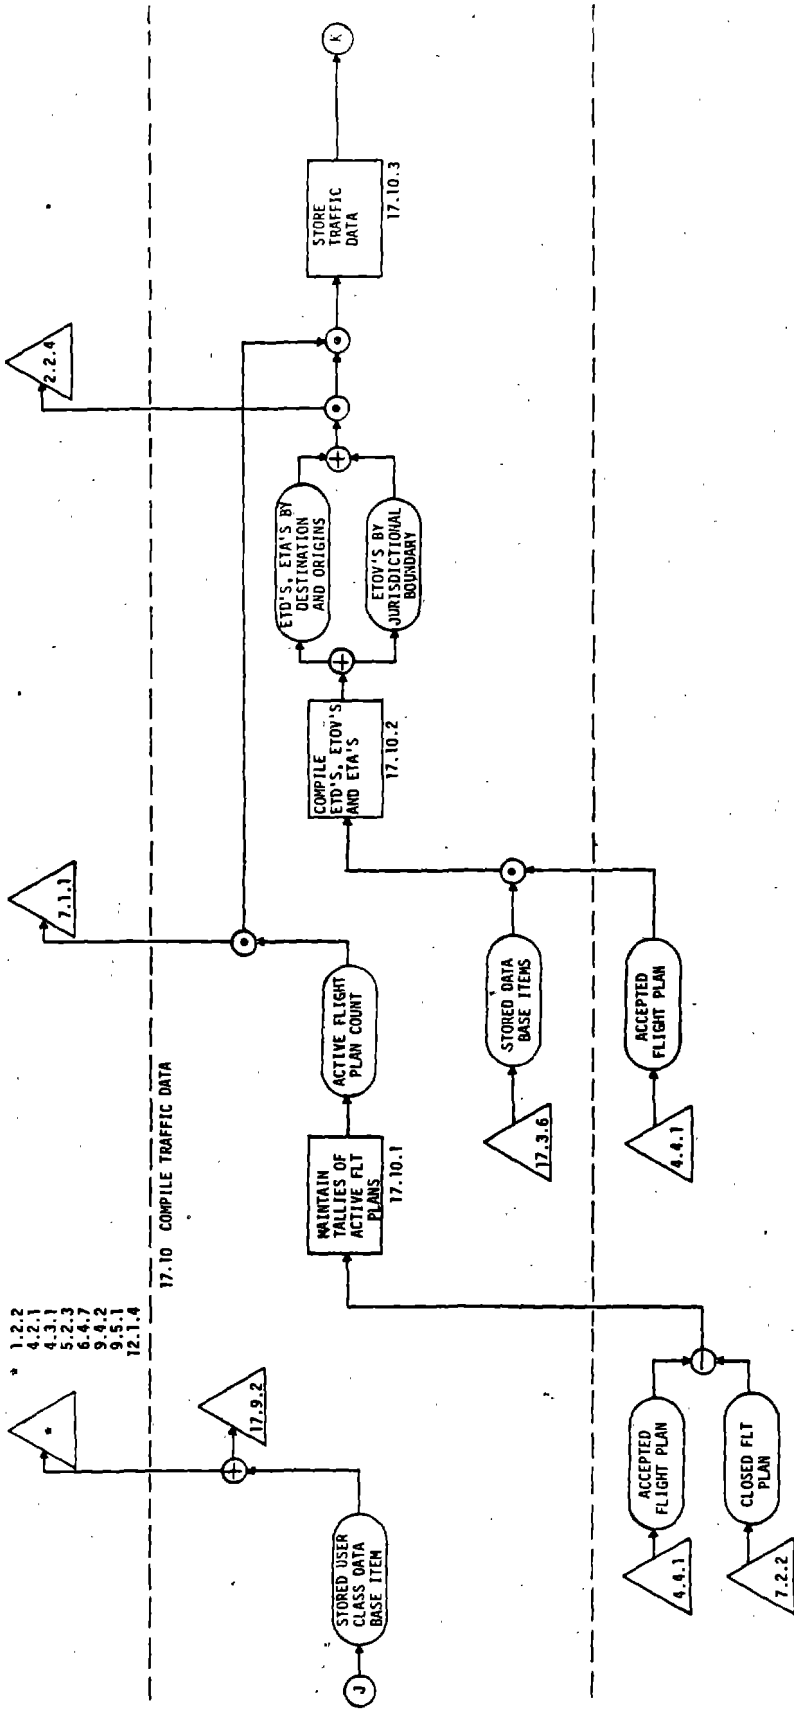 * 1.2.2
4.2.1
4.3.1
5.2.3
6.4.7
9.4.2
9.5.1
12.1.4
*
7.1.1
2.2.4
17.10 COMPILE TRAFFIC DATA
J
STORED USER
CLASS DATA
BASE ITEM
+
17.9.2
MAINTAIN
TALLIES OF
ACTIVE FLT
PLANS
17.10.1
ACTIVE FLIGHT
PLAN COUNT
17.3.6
STORED DATA
BASE ITEMS
COMPILE
ETD'S, ETOV'S
AND ETA'S
17.10.2
+
ETD'S, ETA'S BY
DESTINATION
AND ORIGINS
ETOV'S BY
JURISDICTIONAL
BOUNDARY
+
STORE
TRAFFIC
DATA
17.10.3
K
4.4.1
ACCEPTED
FLIGHT PLAN
7.2.2
CLOSED FLT
PLAN
4.4.1
ACCEPTED
FLIGHT PLAN